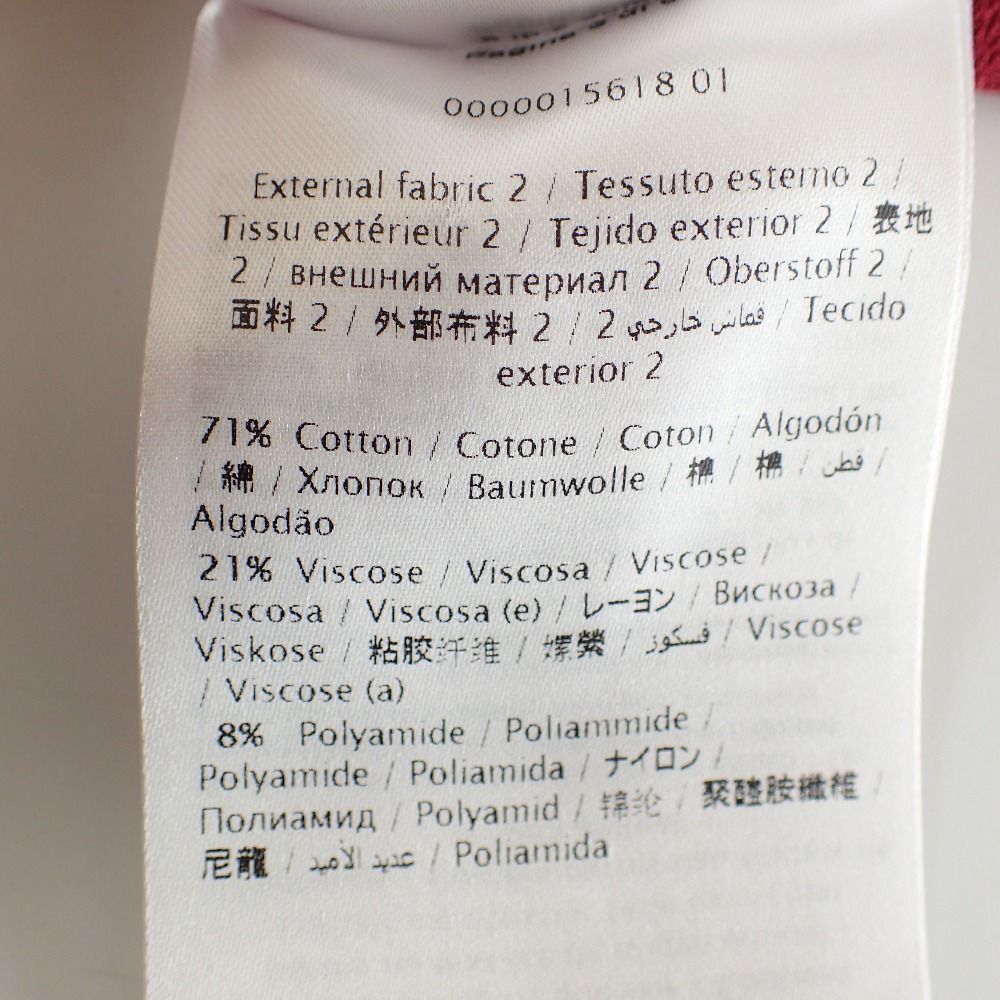 Pagina 3 di
0000015618 01
External fabric 2 / Tessuto esterno 2 /
Tissu extérieur 2 / Tejido exterior 2 / 表地
2 / внешний материал 2 / Oberstoff 2 /
面料 2 / 外部布料 2 / قماش خارجي 2 / Tecido
exterior 2
71% Cotton / Cotone / Coton / Algodón
/ 綿 / Хлопок / Baumwolle / 棉 / 棉 / قطن /
Algodão
21% Viscose / Viscosa / Viscose /
Viscosa / Viscosa (e) / レーヨン / Вискоза /
Viskose / 粘胶纤维 / 嫘縈 / فسكوز / Viscose
/ Viscose (a)
8% Polyamide / Poliammide /
Polyamide / Poliamida / ナイロン /
Полиамид / Polyamid / 锦纶 / 聚醯胺纖維 /
尼龍 / عديد الأميد / Poliamida